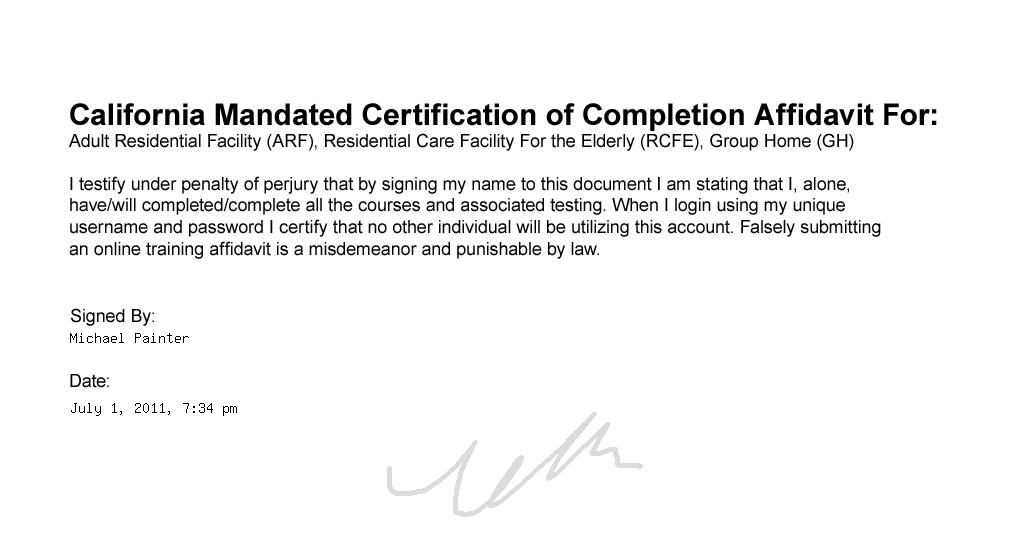 California Mandated Certification of Completion Affidavit For:
Adult Residential Facility (ARF), Residential Care Facility For the Elderly (RCFE), Group Home (GH)
I testify under penalty of perjury that by signing my name to this document I am stating that I, alone,
have/will completed/complete all the courses and associated testing. When I login using my unique
username and password I certify that no other individual will be utilizing this account. Falsely submitting
an online training affidavit is a misdemeanor and punishable by law.
Signed By:
Michael Painter
Date:
July 1, 2011, 7:34 pm